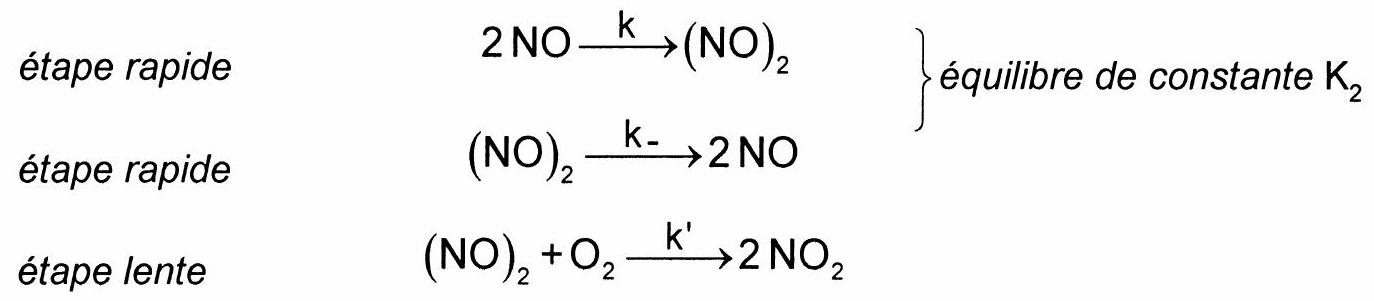 étape rapide 2 NO —k→ (NO)₂ } équilibre de constante K₂
étape rapide (NO)₂ —k-→ 2 NO
étape lente (NO)₂ + O₂ —k'→ 2 NO₂